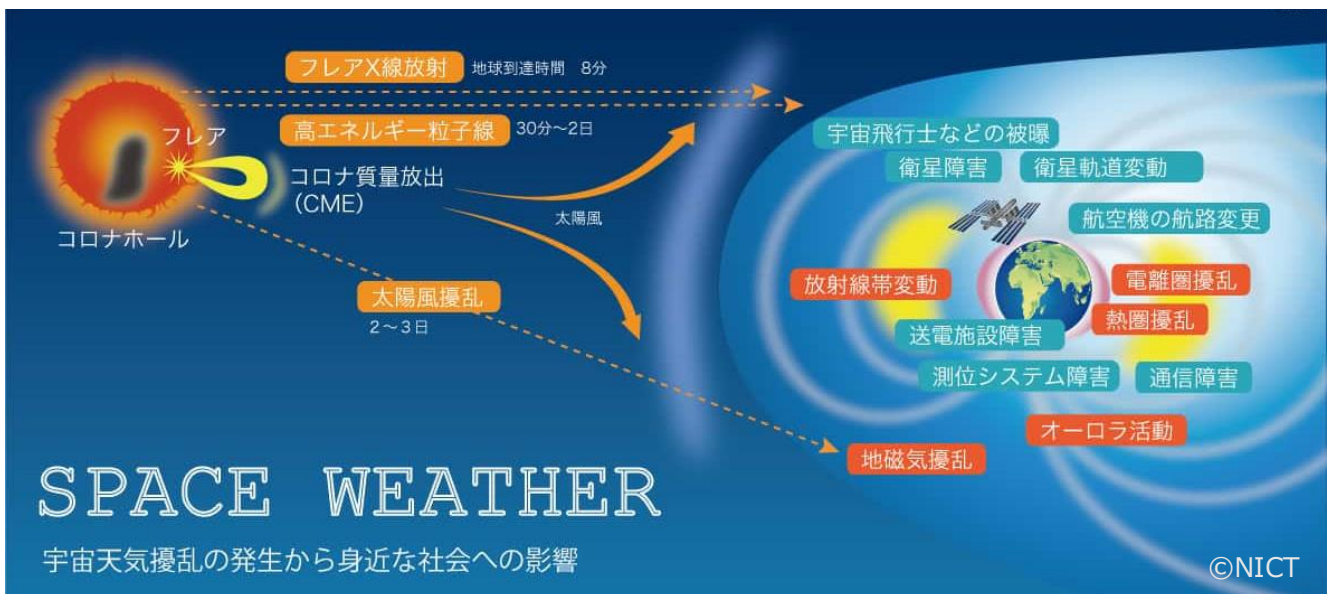 フレアX線放射 地球到達時間 8分
高エネルギー粒子線 30分〜2日
フレア
コロナ質量放出
(CME)
コロナホール
太陽風
太陽風擾乱
2〜3日
宇宙飛行士などの被曝
衛星障害 衛星軌道変動
航空機の航路変更
放射線帯変動
電離圏擾乱
熱圏擾乱
送電施設障害
測位システム障害 通信障害
オーロラ活動
地磁気擾乱
SPACE WEATHER
宇宙天気擾乱の発生から身近な社会への影響
©NICT